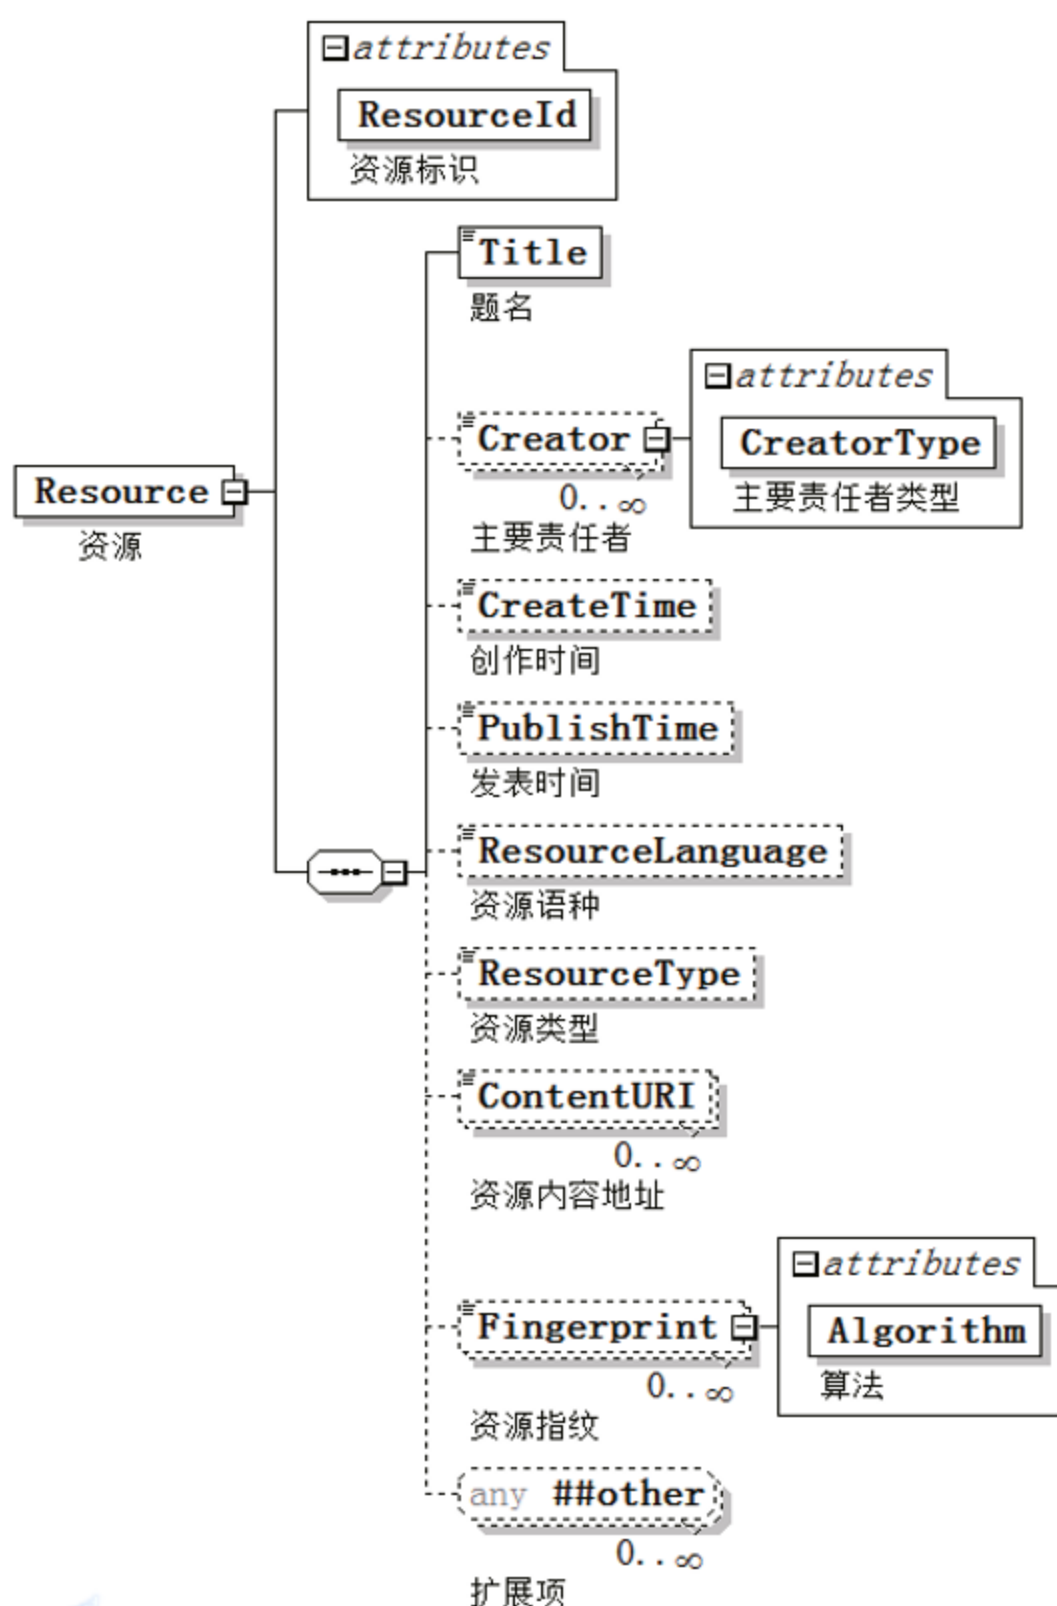 attributes
ResourceId
资源标识
Title
题名
attributes
Creator
CreatorType
0..∞
主要责任者类型
主要责任者
Resource
资源
CreateTime
创作时间
PublishTime
发表时间
ResourceLanguage
资源语种
ResourceType
资源类型
ContentURI
0..∞
资源内容地址
attributes
Fingerprint
Algorithm
0..∞
算法
资源指纹
any ##other
0..∞
扩展项